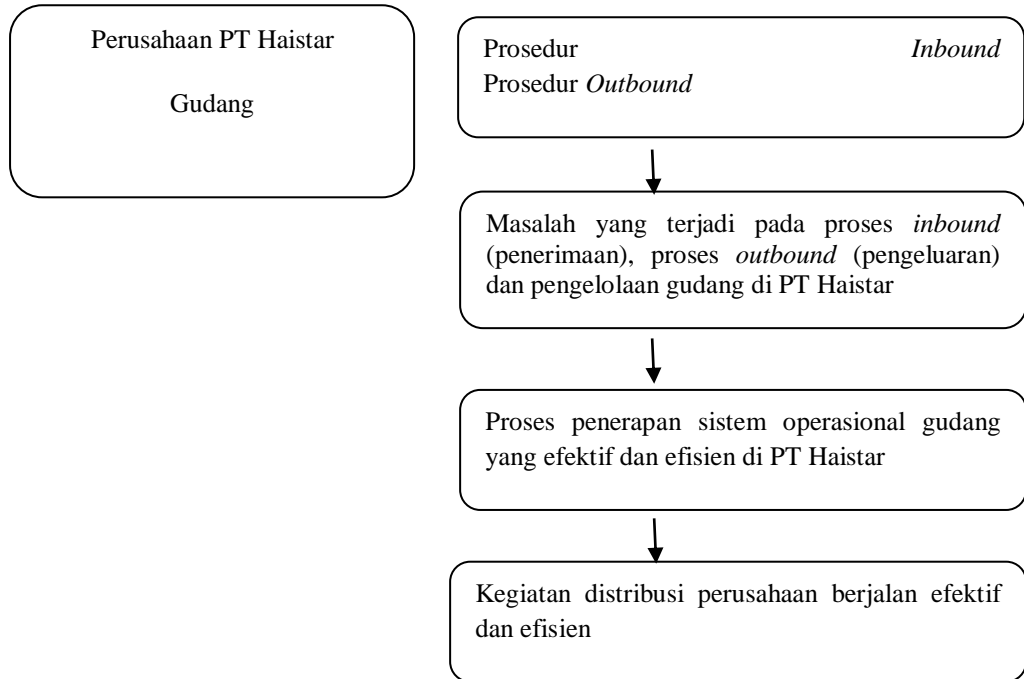 Perusahaan PT Haistar
Gudang
Prosedur Inbound
Prosedur Outbound
Masalah yang terjadi pada proses inbound
(penerimaan), proses outbound (pengeluaran)
dan pengelolaan gudang di PT Haistar
Proses penerapan sistem operasional gudang
yang efektif dan efisien di PT Haistar
Kegiatan distribusi perusahaan berjalan efektif
dan efisien